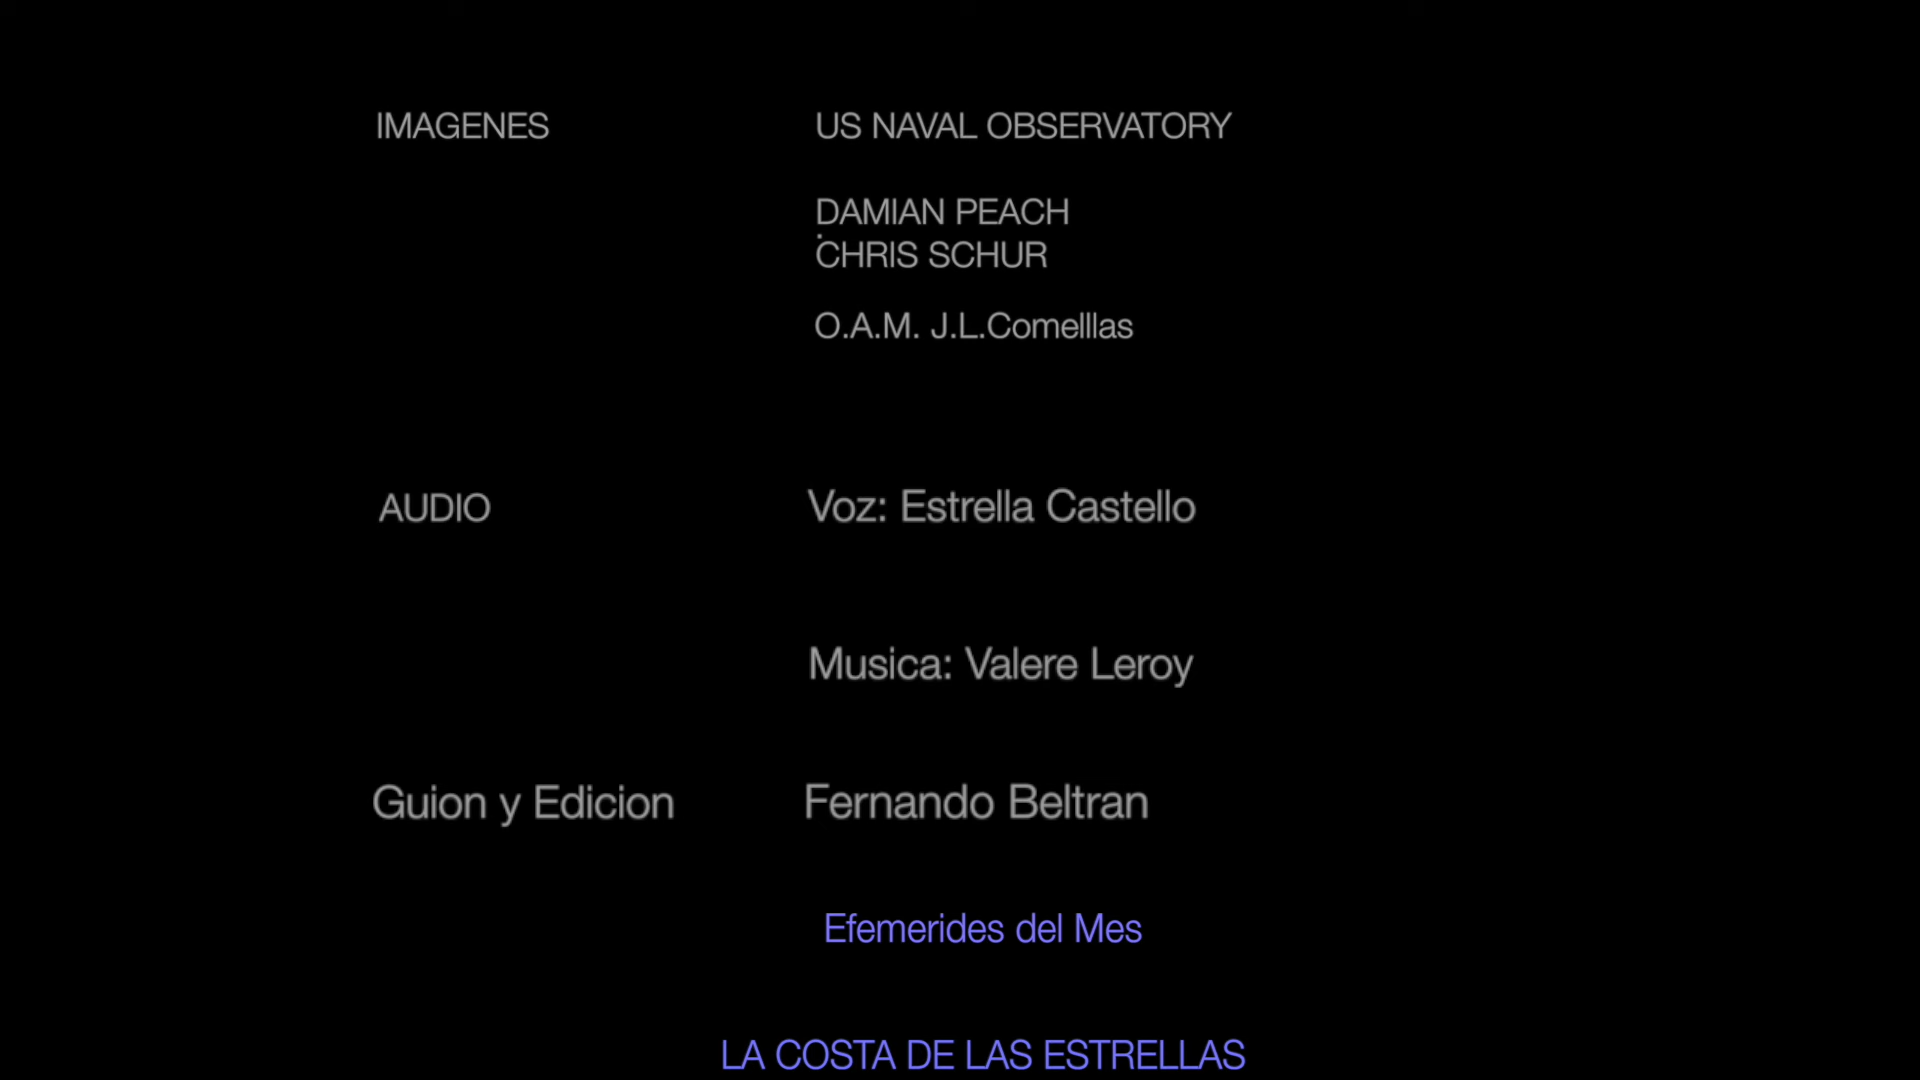 IMAGENES US NAVAL OBSERVATORY
DAMIAN PEACH
.
CHRIS SCHUR
O.A.M. J.L.Comelllas
AUDIO Voz: Estrella Castello
Musica: Valere Leroy
Guion y Edicion Fernando Beltran
Efemerides del Mes
LA COSTA DE LAS ESTRELLAS